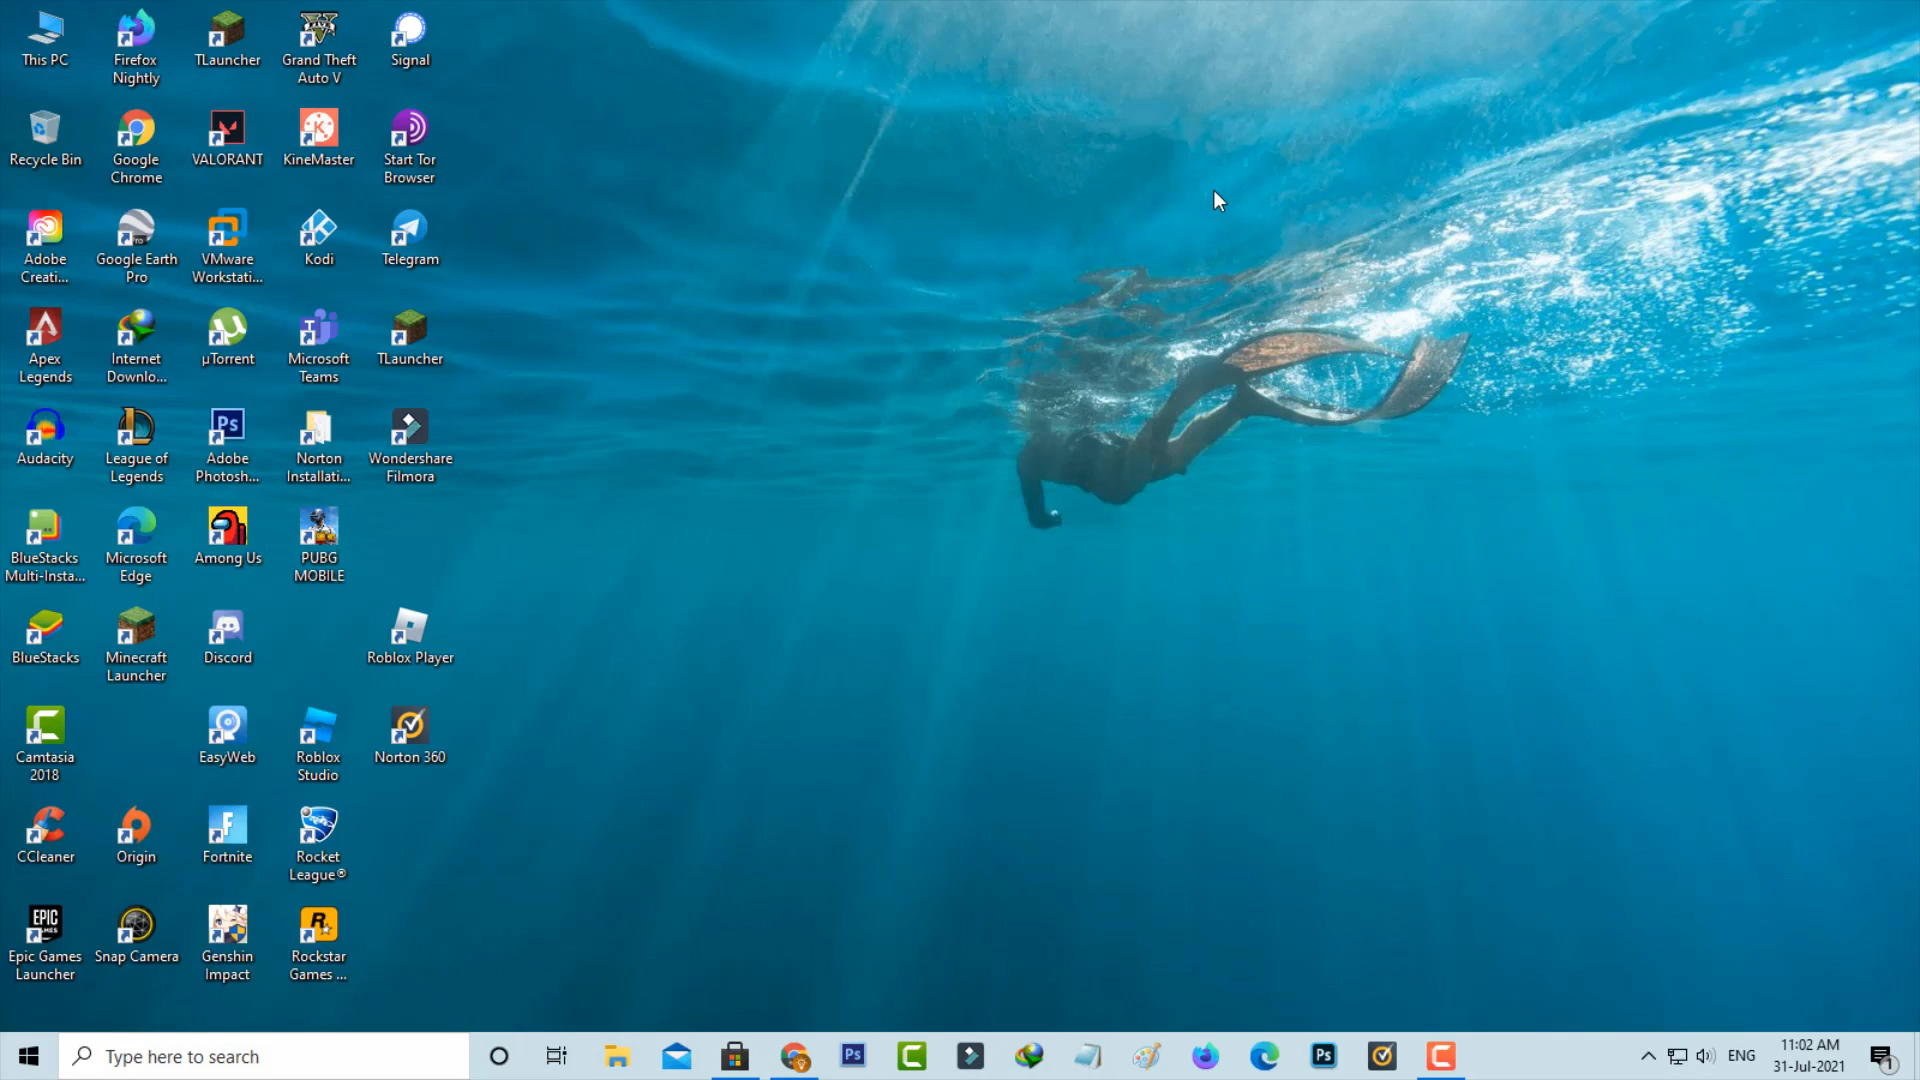 This PC
Firefox
Nightly
TLauncher
Grand Theft
Auto V
Signal
Recycle Bin
Google
Chrome
VALORANT
KineMaster
Start Tor
Browser
Adobe
Creati...
Google Earth
Pro
VMware
Workstati...
Kodi
Telegram
Apex
Legends
Internet
Downlo...
µTorrent
Microsoft
Teams
TLauncher
Audacity
League of
Legends
Adobe
Photosh...
Norton
Installati...
Wondershare
Filmora
BlueStacks
Multi-Insta...
Microsoft
Edge
Among Us
PUBG
MOBILE
BlueStacks
Minecraft
Launcher
Discord
Roblox Player
Camtasia
2018
EasyWeb
Roblox
Studio
Norton 360
CCleaner
Origin
Fortnite
Rocket
League®
Epic Games
Launcher
Snap Camera
Genshin
Impact
Rockstar
Games ...
Type here to search
ENG
11:02 AM
31-Jul-2021
1